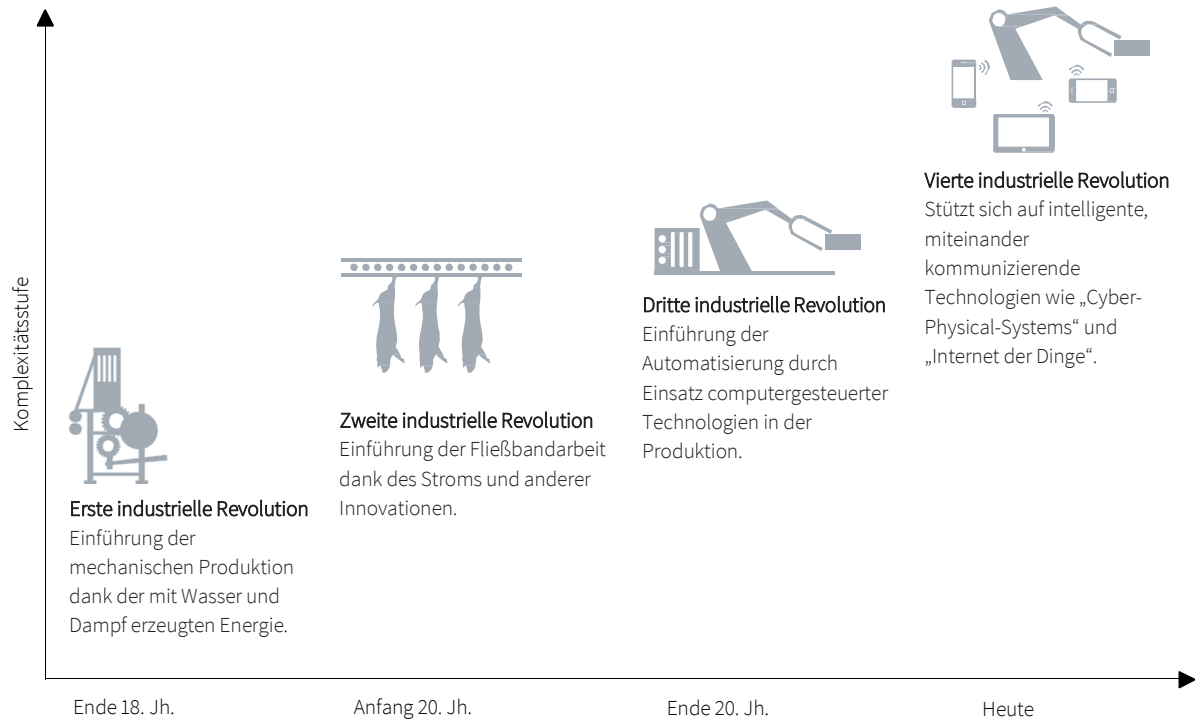 Komplexitätsstufe
Erste industrielle Revolution
Einführung der
mechanischen Produktion
dank der mit Wasser und
Dampf erzeugten Energie.
Zweite industrielle Revolution
Einführung der Fließbandarbeit
dank des Stroms und anderer
Innovationen.
Dritte industrielle Revolution
Einführung der
Automatisierung durch
Einsatz computergesteuerter
Technologien in der
Produktion.
Vierte industrielle Revolution
Stützt sich auf intelligente,
miteinander
kommunizierende
Technologien wie „Cyber-
Physical-Systems“ und
„Internet der Dinge“.
Ende 18. Jh.
Anfang 20. Jh.
Ende 20. Jh.
Heute